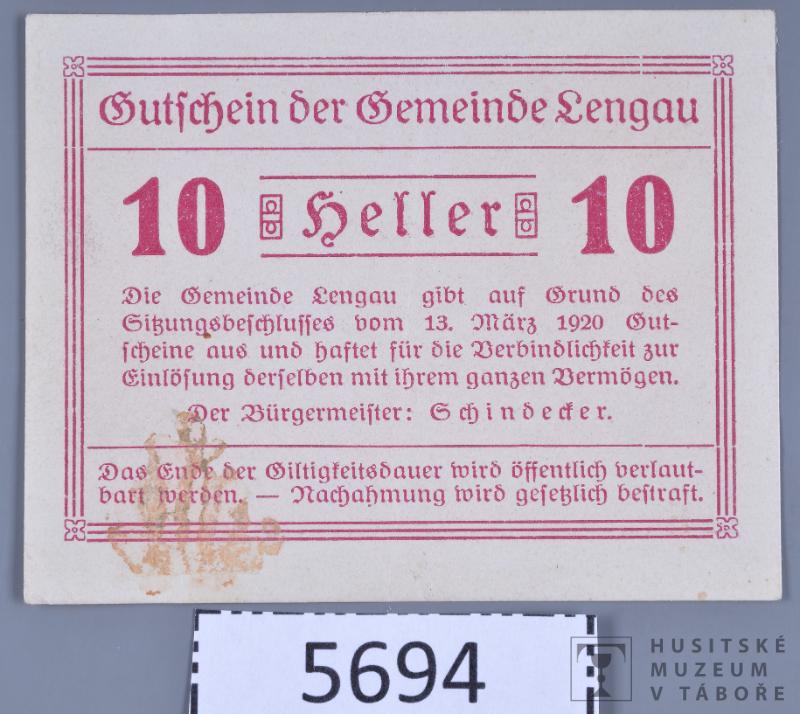 Gutschein der Gemeinde Lengau
10 Heller 10
Die Gemeinde Lengau gibt auf Grund des
Sitzungsbeschlusses vom 13. März 1920 Gut-
scheine aus und haftet für die Verbindlichkeit zur
Einlösung derselben mit ihrem ganzen Vermögen.
Der Bürgermeister: Schindecker.
Das Ende der Giltigkeitsdauer wird öffentlich verlaut-
bart werden. — Nachahmung wird gesetzlich bestraft.
5694
HUSITSKÉ
MUZEUM
V TÁBOŘE